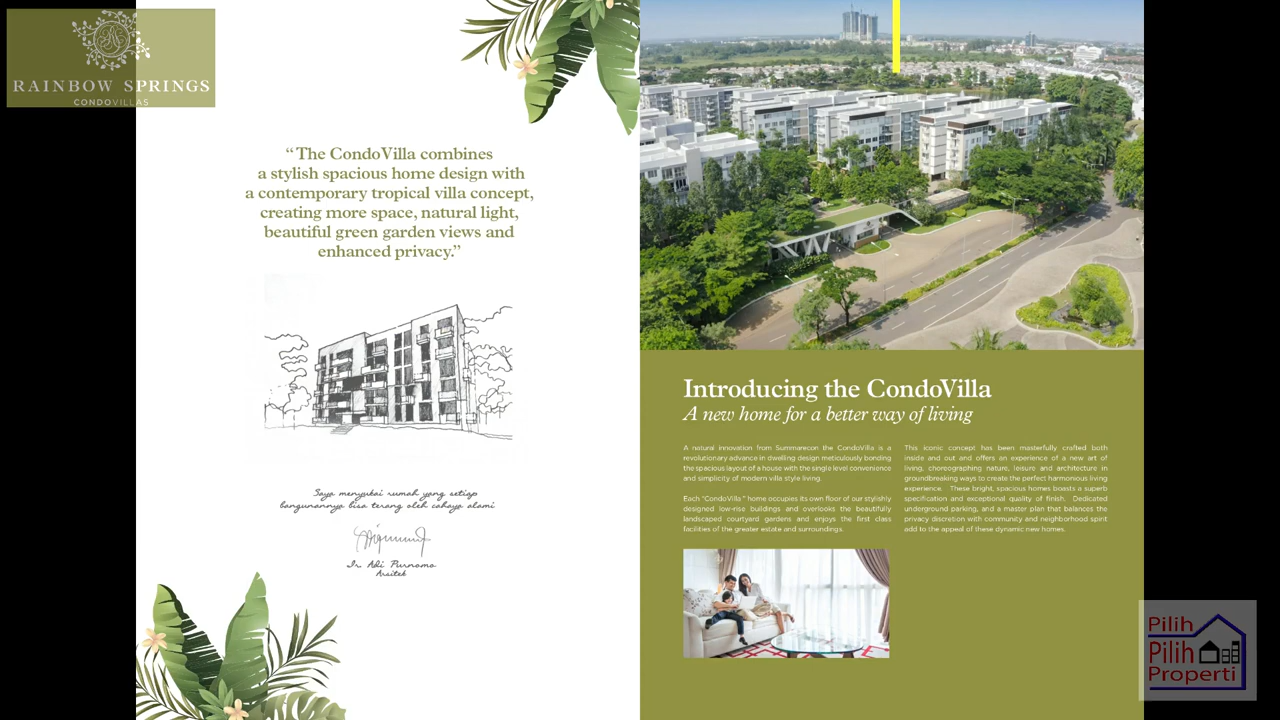 RAINBOW SPRINGS
CONDOVILLAS
“The CondoVilla combines
a stylish spacious home design with
a contemporary tropical villa concept,
creating more space, natural light,
beautiful green garden views and
enhanced privacy.”
Saya menyukai rumah yang setiap
bangunannya bisa terang oleh cahaya alami
Ir. Adi Purnomo
Arsitek
Introducing the CondoVilla
A new home for a better way of living
A natural innovation from Summarecon the CondoVilla is a
revolutionary advance in dwelling design meticulously bonding
the spacious layout of a house with the single level convenience
and simplicity of modern villa style living.
Each “CondoVilla” home occupies its own floor of our stylishly
designed low-rise buildings and overlooks the beautifully
landscaped courtyard gardens and enjoys the first class
facilities of the greater estate and surroundings.
This iconic concept has been masterfully crafted both
inside and out and offers an experience of a new art of
living, choreographing nature, leisure and architecture in
groundbreaking ways to create the perfect harmonious living
experience. These bright, spacious homes boasts a superb
specification and exceptional quality of finish. Dedicated
underground parking, and a master plan that balances the
privacy discretion with community and neighborhood spirit
add to the appeal of these dynamic new homes.
Pilih
Pilih
Properti